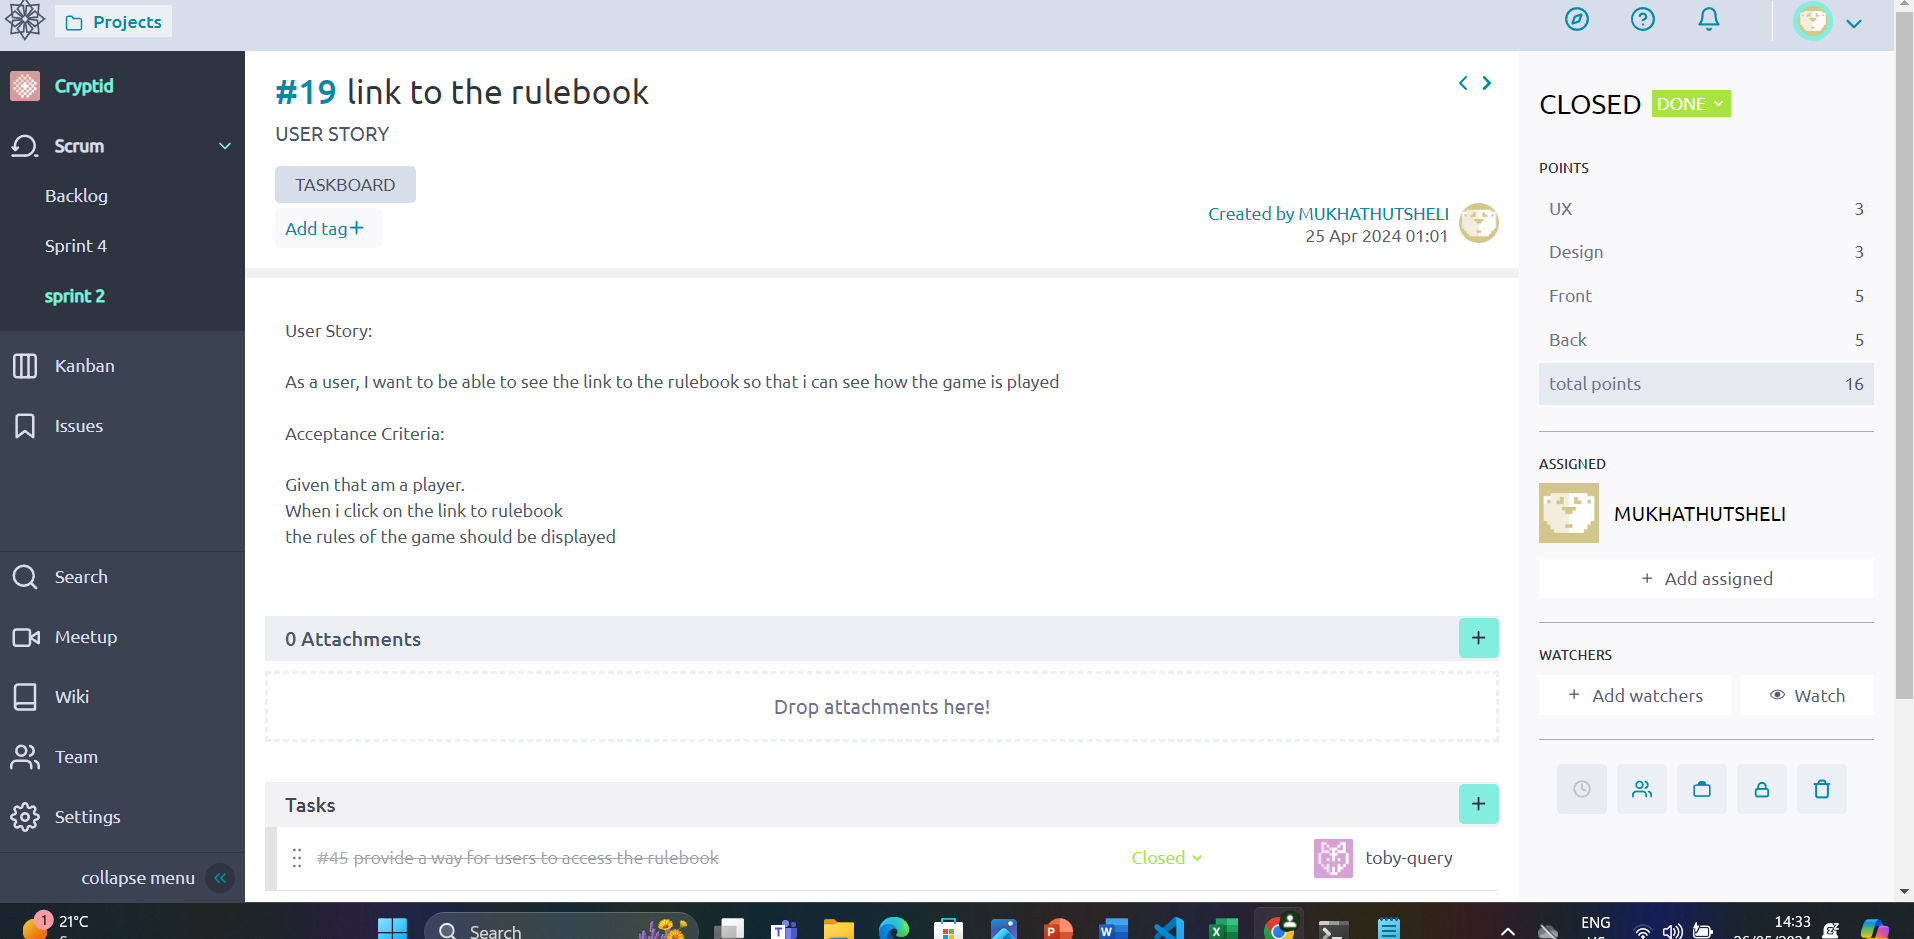 Projects
Cryptid
Scrum
Backlog
Sprint 4
sprint 2
Kanban
Issues
Search
Meetup
Wiki
Team
Settings
collapse menu
#19 link to the rulebook
USER STORY
TASKBOARD
Add tag+
Created by MUKHATHUTSHELI
25 Apr 2024 01:01
User Story:
As a user, I want to be able to see the link to the rulebook so that i can see how the game is played
Acceptance Criteria:
Given that am a player.
When i click on the link to rulebook
the rules of the game should be displayed
0 Attachments
Drop attachments here!
Tasks
#45 provide a way for users to access the rulebook
Closed
toby-query
CLOSED DONE
POINTS
UX 3
Design 3
Front 5
Back 5
total points 16
ASSIGNED
MUKHATHUTSHELI
+ Add assigned
WATCHERS
+ Add watchers
Watch
1
21°C
Search
ENG
14:33